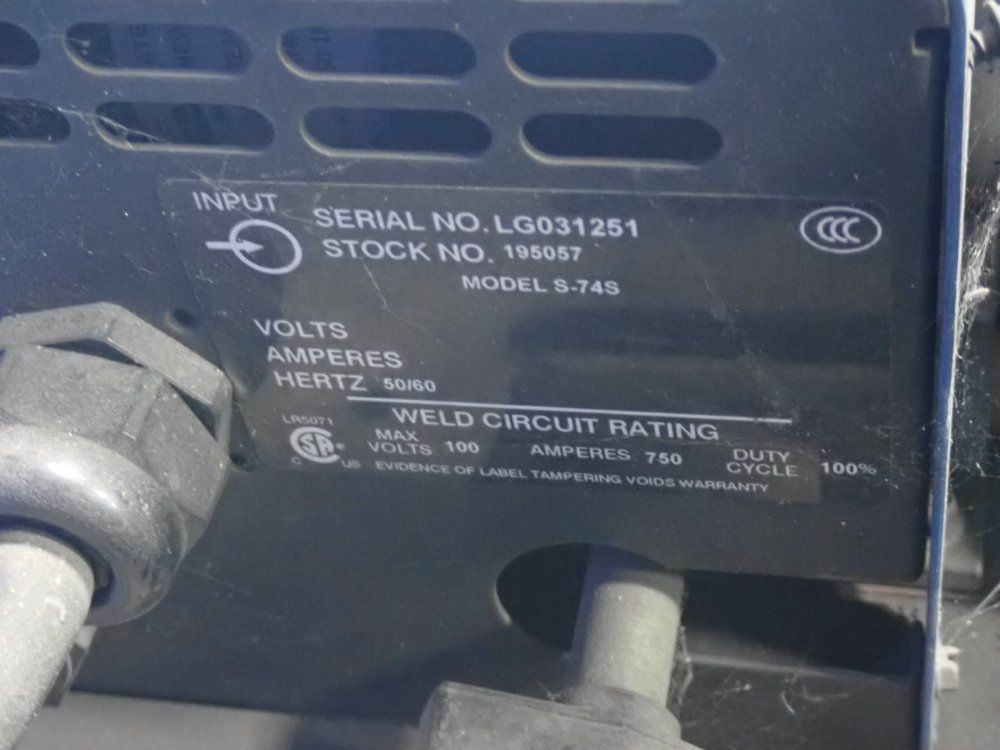 INPUT
SERIAL NO. LG031251
STOCK NO. 195057
MODEL S-74S
VOLTS
AMPERES
HERTZ 50/60
WELD CIRCUIT RATING
LR5071
MAX VOLTS 100 AMPERES 750 DUTY CYCLE 100%
C US EVIDENCE OF LABEL TAMPERING VOIDS WARRANTY
CCC